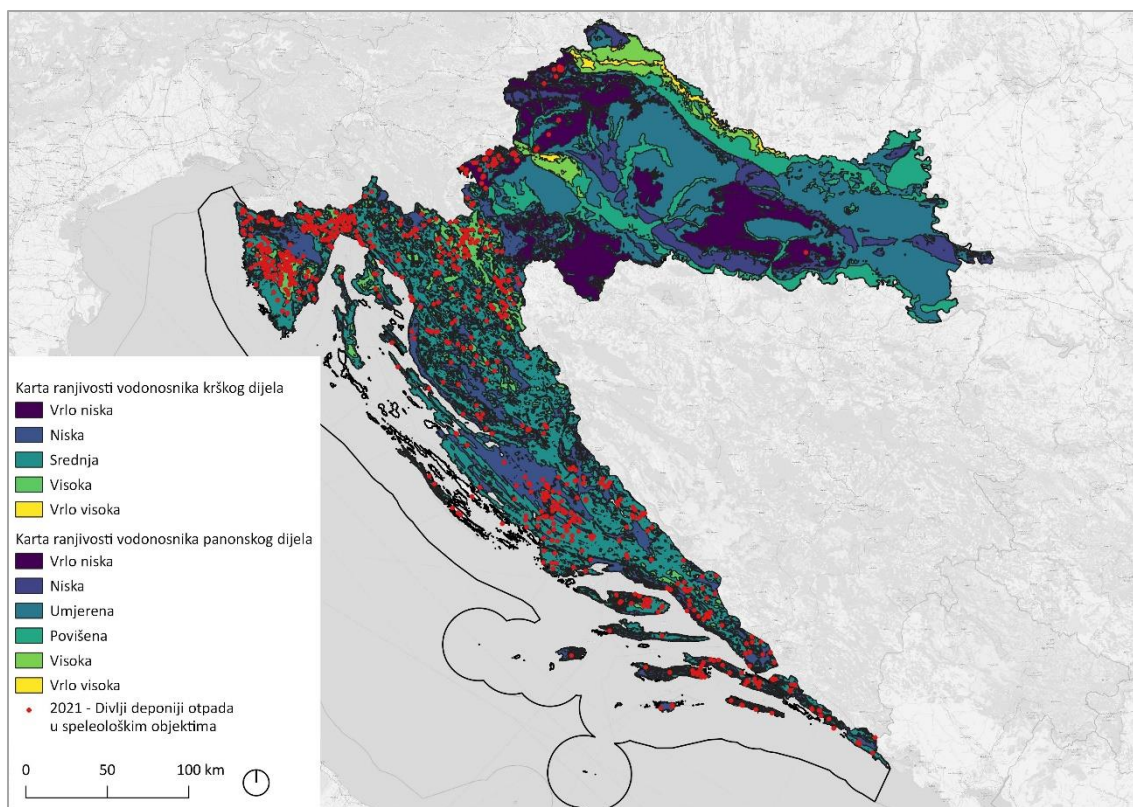 Karta ranjivosti vodonosnika krškog dijela
Vrlo niska
Niska
Srednja
Visoka
Vrlo visoka
Karta ranjivosti vodonosnika panonskog dijela
Vrlo niska
Niska
Umjerena
Povišena
Visoka
Vrlo visoka
2021 - Divlji deponiji otpada
u speleološkim objektima
0 50 100 km